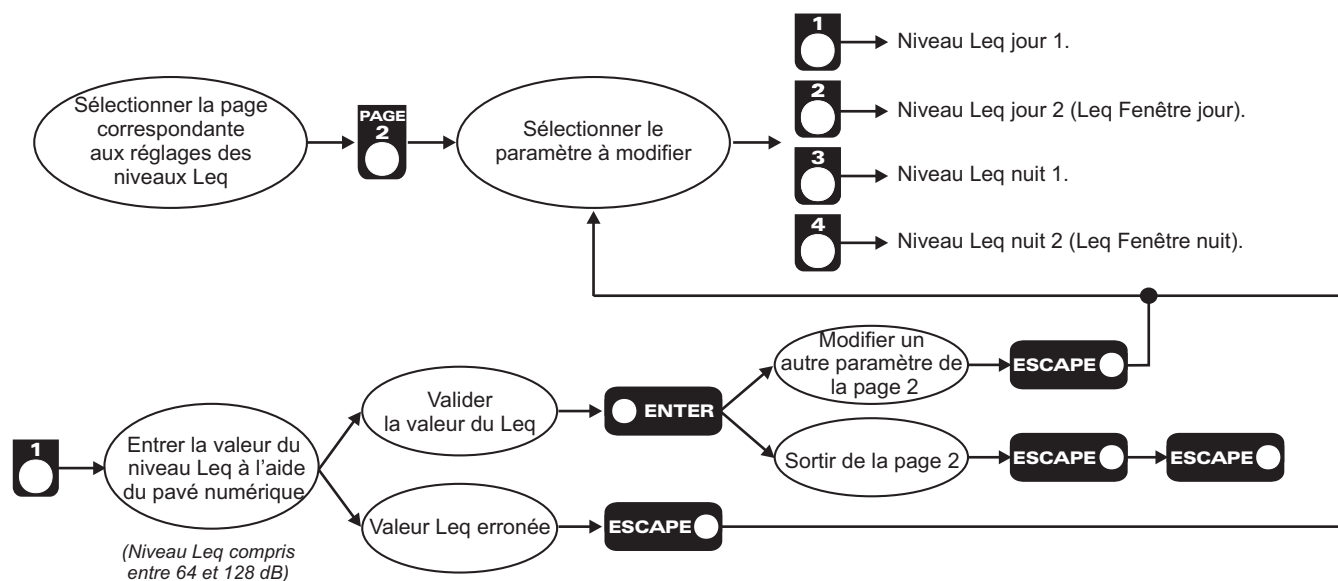 Sélectionner la page
correspondante
aux réglages des
niveaux Leq
PAGE
2
Sélectionner le
paramètre à modifier
1
Niveau Leq jour 1.
2
Niveau Leq jour 2 (Leq Fenêtre jour).
3
Niveau Leq nuit 1.
4
Niveau Leq nuit 2 (Leq Fenêtre nuit).
1
Entrer la valeur du
niveau Leq à l'aide
du pavé numérique
(Niveau Leq compris
entre 64 et 128 dB)
Valider
la valeur du Leq
ENTER
Modifier un
autre paramètre de
la page 2
ESCAPE
Sortir de la page 2
ESCAPE
ESCAPE
Valeur Leq erronée
ESCAPE